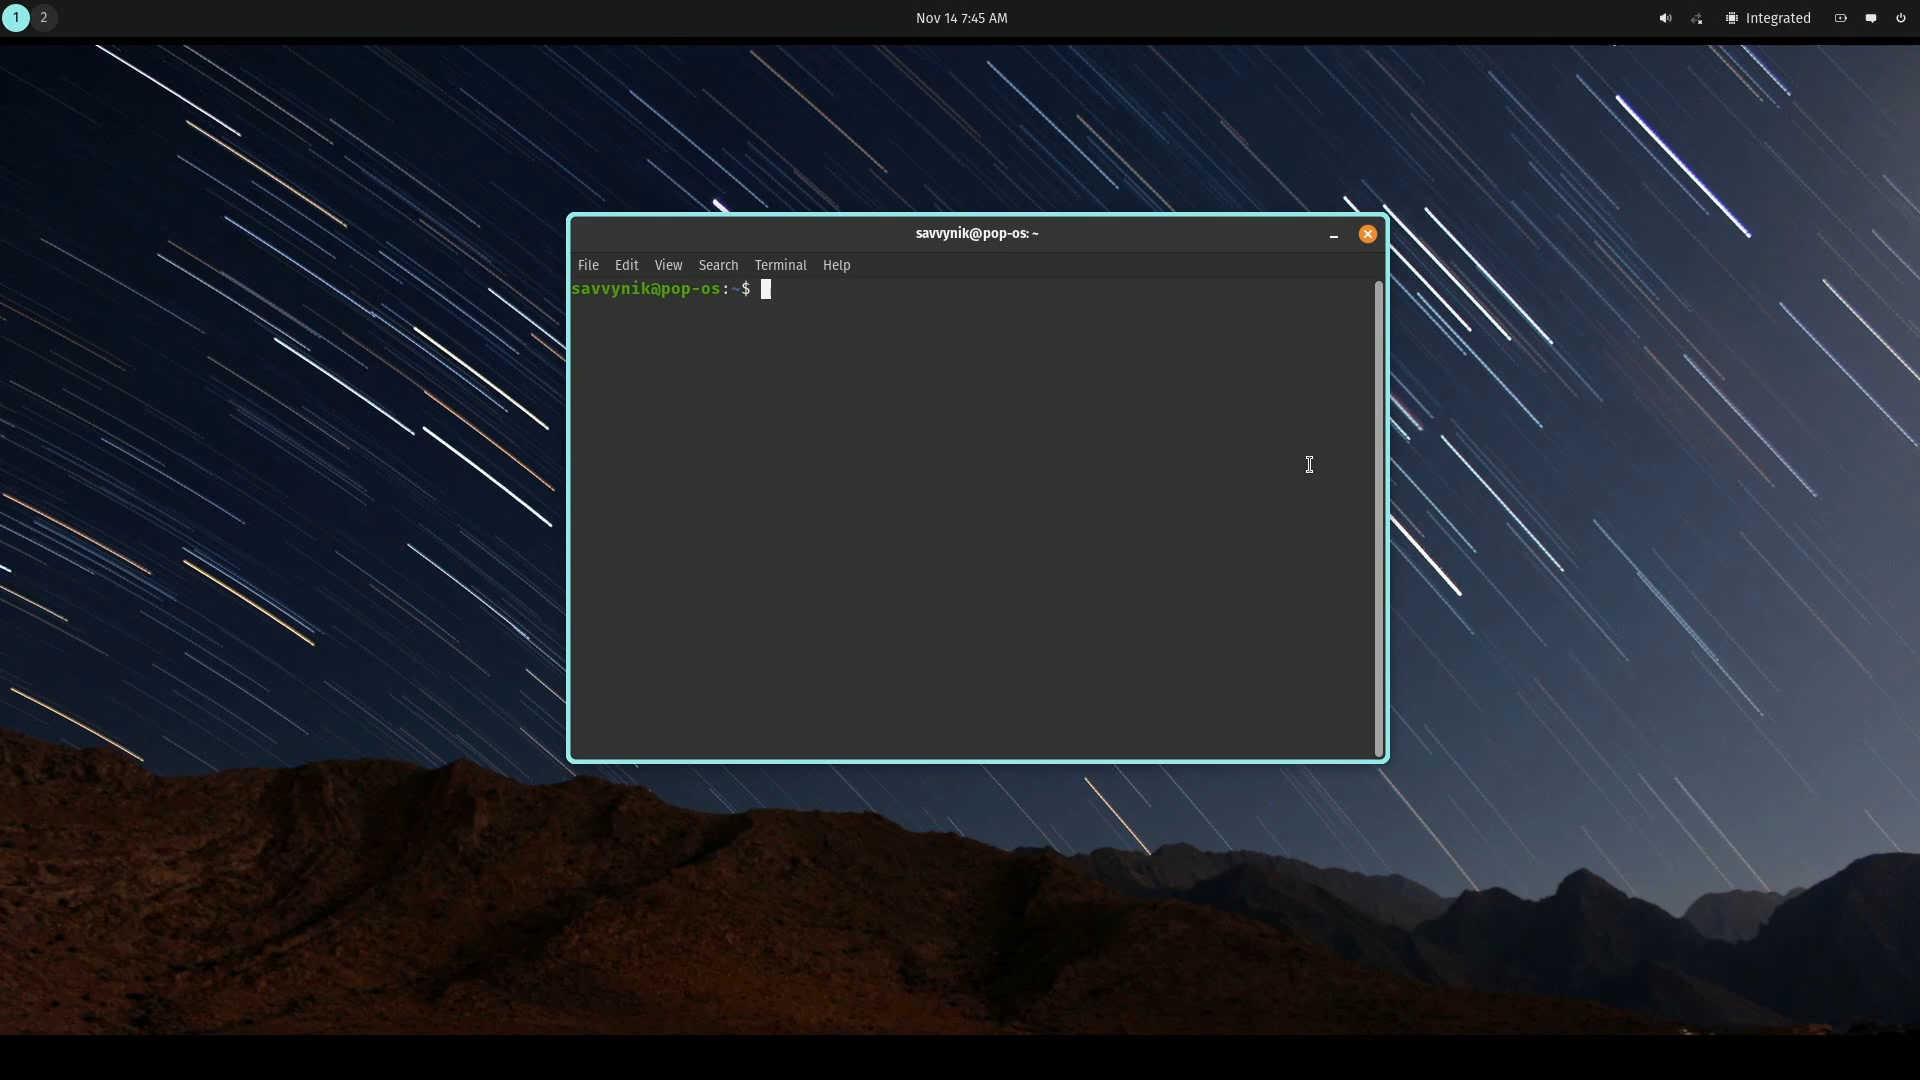 1 2 Nov 14 7:45 AM Integrated
savvynik@pop-os: ~
File Edit View Search Terminal Help
savvynik@pop-os:~$